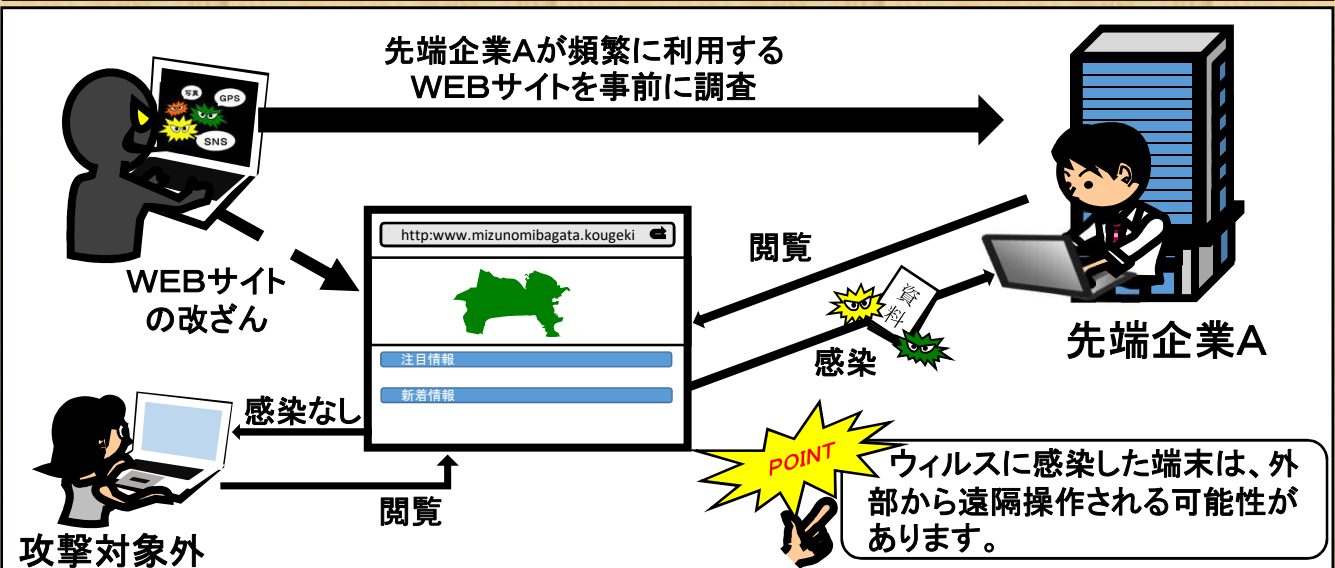 先端企業Aが頻繁に利用する
WEBサイトを事前に調査
写真
GPS
SNS
WEBサイト
の改ざん
http:www.mizunomibagata.kougeki
注目情報
新着情報
閲覧
資料
感染
先端企業A
感染なし
閲覧
攻撃対象外
POINT
ウィルスに感染した端末は、外
部から遠隔操作される可能性が
あります。